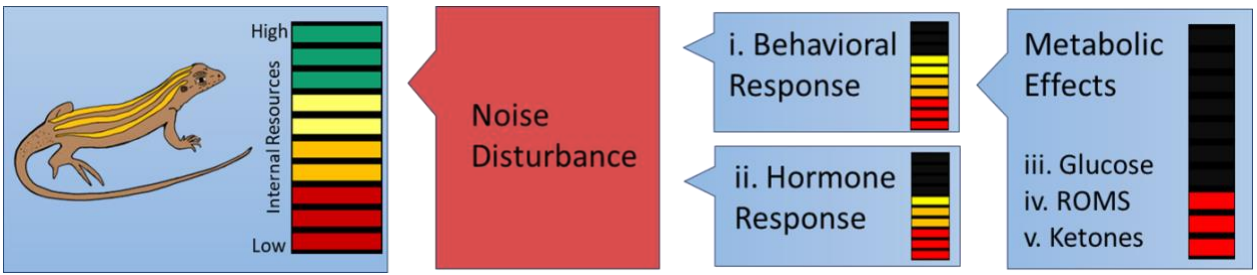 High
Internal Resources
Low
Noise
Disturbance
i. Behavioral
Response
ii. Hormone
Response
Metabolic
Effects
iii. Glucose
iv. ROMS
v. Ketones